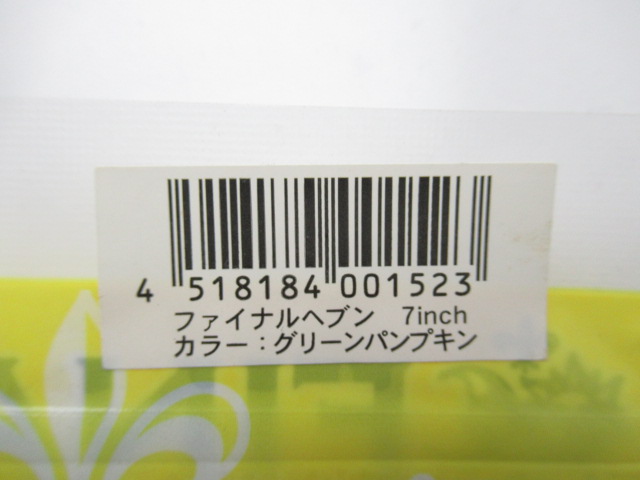 4 518184 001523
ファイナルヘブン 7inch
カラー：グリーンパンプキン